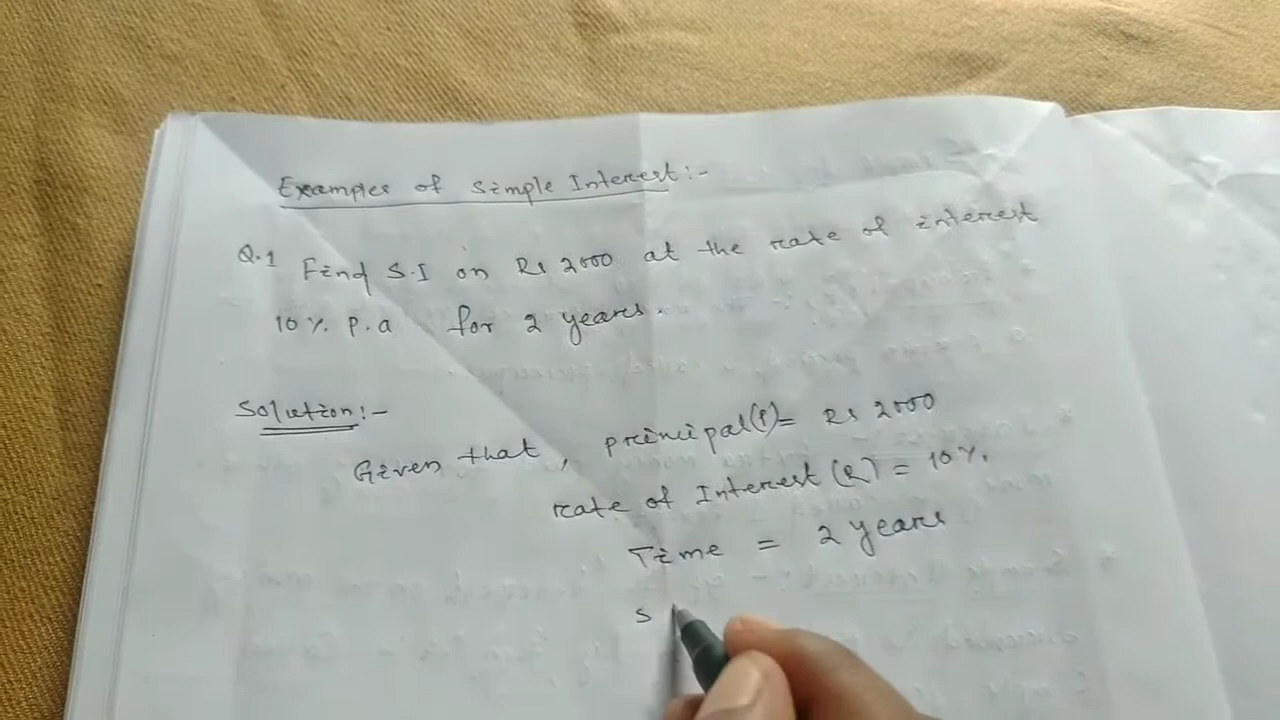 Examples of Simple Interest:-
Q.1 Find S.I on Rs 2000 at the rate of interest
10% P.a for 2 years.
Solution:-
Given that, principal(P)= Rs 2000
rate of Interest (R) = 10%.
Time = 2 years
S